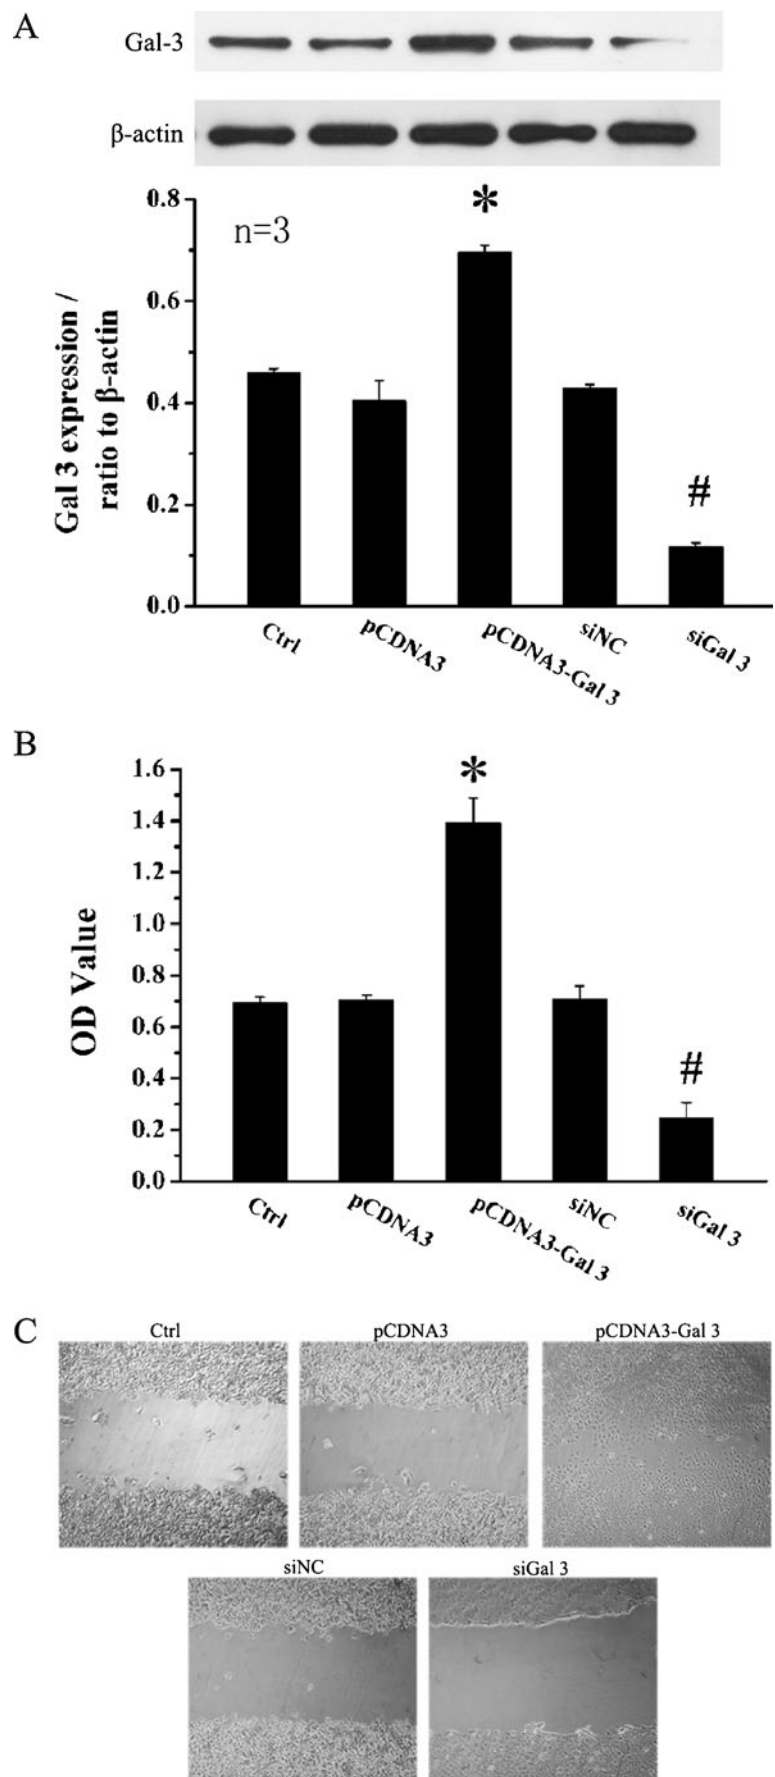 A
Gal-3
β-actin
0.8
0.6
0.4
0.2
0.0
Gal 3 expression /
ratio to β-actin
n=3
*
#
Ctrl
pCDNA3
pCDNA3-Gal 3
siNC
siGal 3
B
1.6
1.4
1.2
1.0
0.8
0.6
0.4
0.2
0.0
OD Value
*
#
Ctrl
pCDNA3
pCDNA3-Gal 3
siNC
siGal 3
C
Ctrl
pCDNA3
pCDNA3-Gal 3
siNC
siGal 3